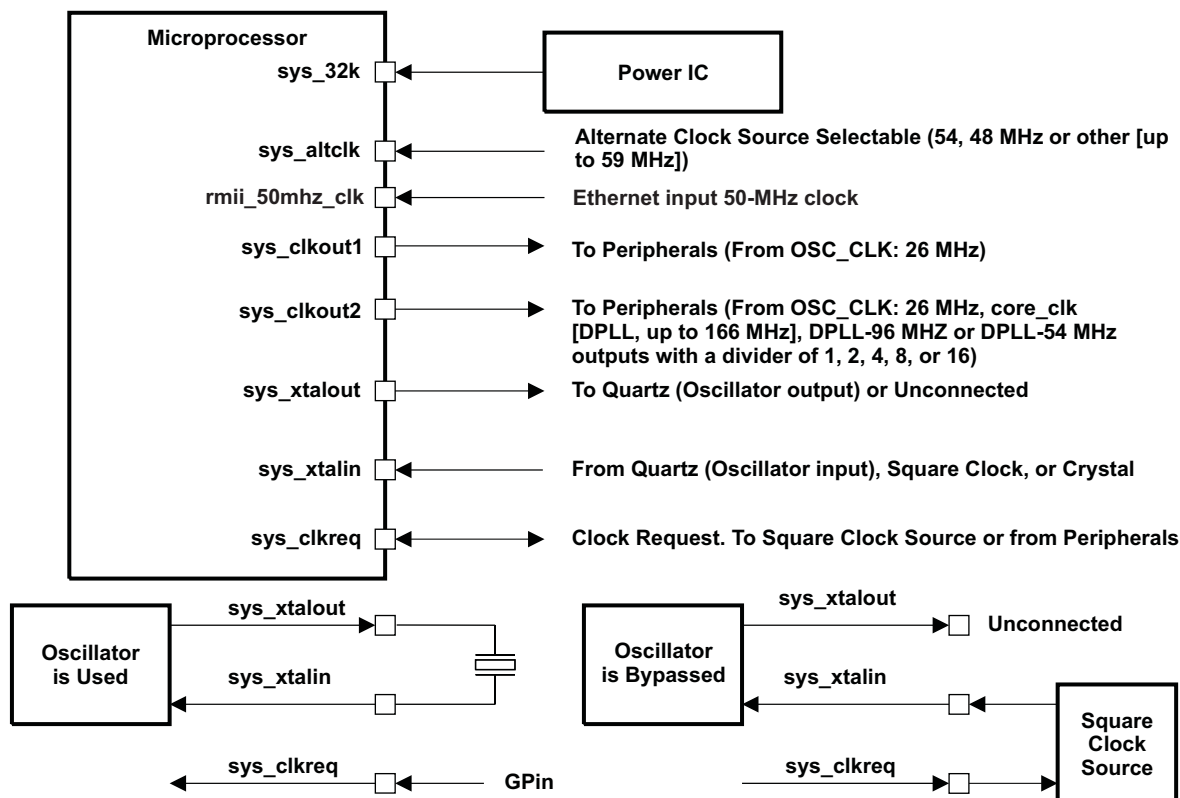 Microprocessor
sys_32k
Power IC
sys_altclk
Alternate Clock Source Selectable (54, 48 MHz or other [up
to 59 MHz])
rmii_50mhz_clk
Ethernet input 50-MHz clock
sys_clkout1
To Peripherals (From OSC_CLK: 26 MHz)
sys_clkout2
To Peripherals (From OSC_CLK: 26 MHz, core_clk
[DPLL, up to 166 MHz], DPLL-96 MHZ or DPLL-54 MHz
outputs with a divider of 1, 2, 4, 8, or 16)
sys_xtalout
To Quartz (Oscillator output) or Unconnected
sys_xtalin
From Quartz (Oscillator input), Square Clock, or Crystal
sys_clkreq
Clock Request. To Square Clock Source or from Peripherals
Oscillator
is Used
sys_xtalout
sys_xtalin
sys_clkreq
GPin
Oscillator
is Bypassed
sys_xtalout
Unconnected
sys_xtalin
sys_clkreq
Square
Clock
Source